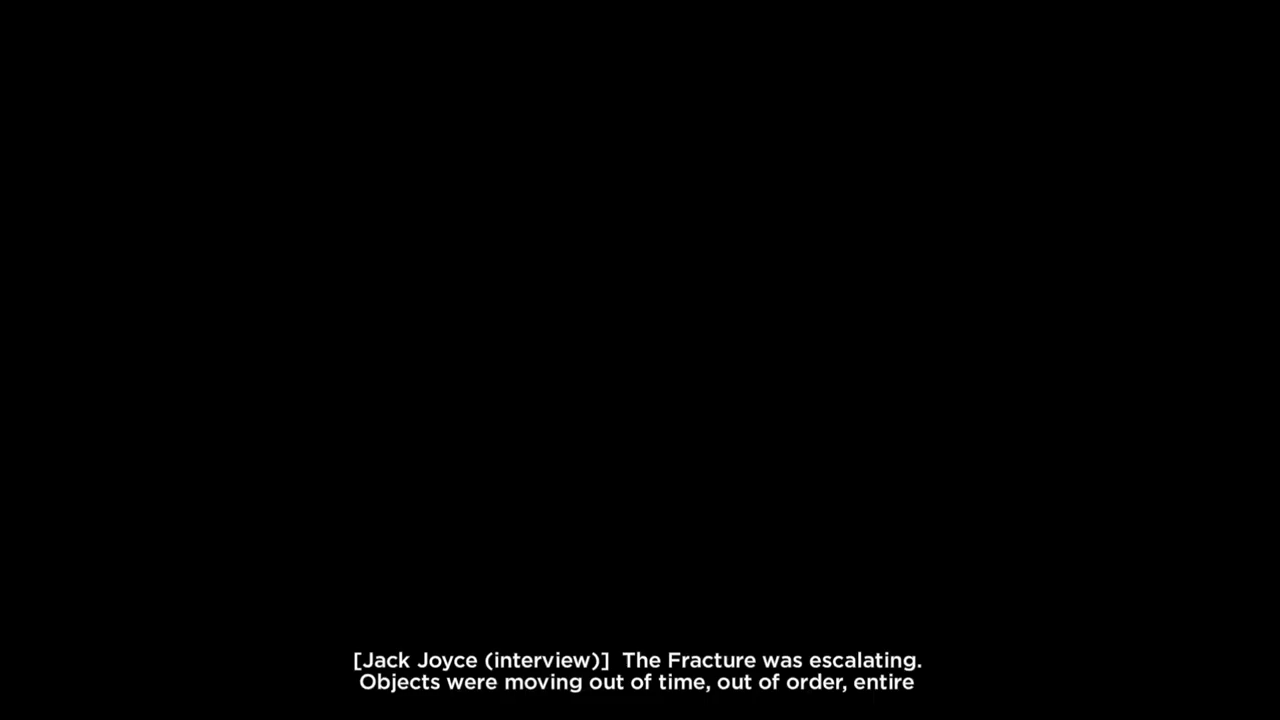 [Jack Joyce (interview)]  The Fracture was escalating.
Objects were moving out of time, out of order, entire